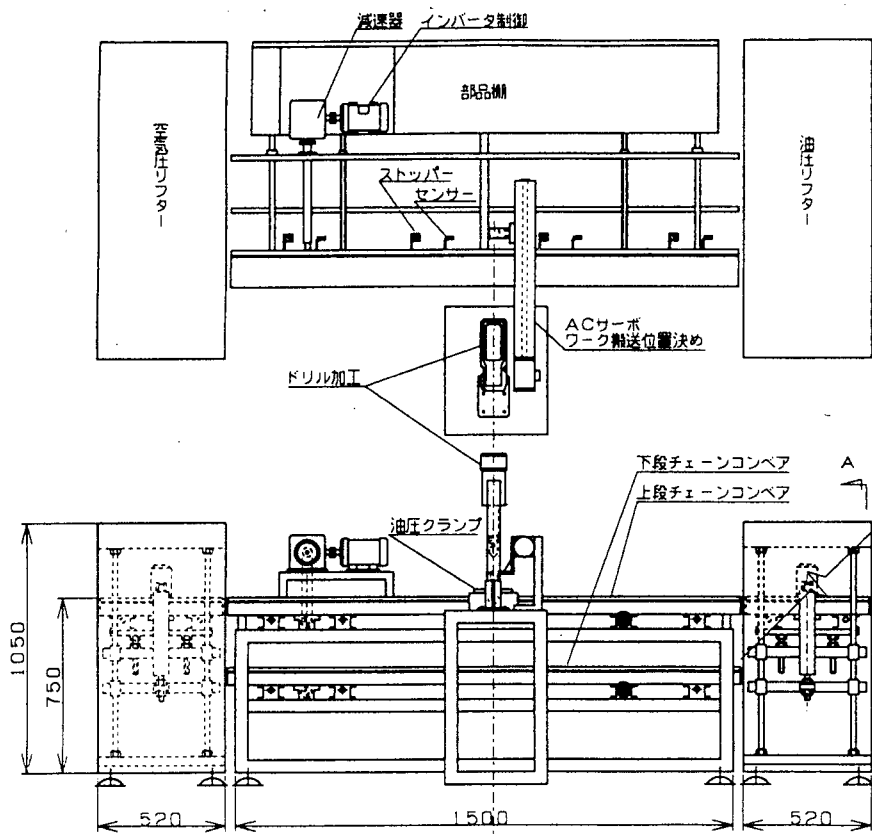 減速器
インバータ制御
部品棚
空気圧リフター
油圧リフター
ストッパー
センサー
ACサーボ
ワーク搬送位置決め
ドリル加工
下段チェーンコンベア
上段チェーンコンベア
A
油圧クランプ
1050
750
520
1500
520